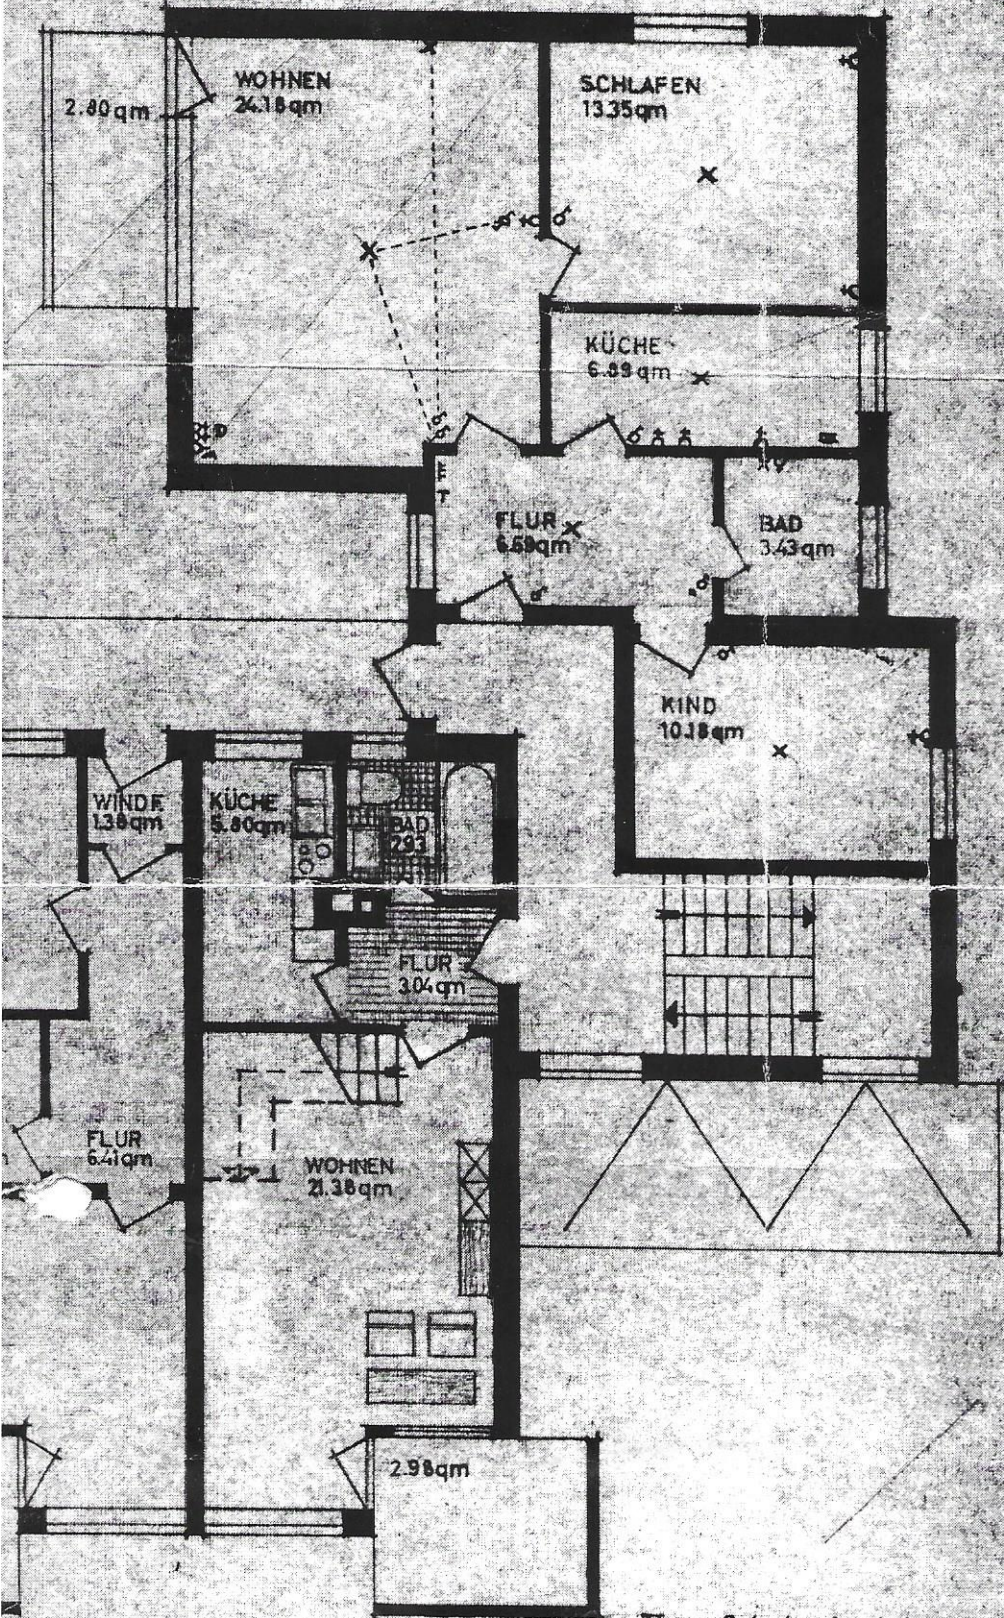 WOHNEN
24.18qm
2.80qm
SCHLAFEN
13.35qm
KÜCHE
6.89qm
E
T
FLUR
6.69qm
BAD
3.43qm
KIND
10.18qm
WINDF.
1.38qm
KÜCHE
5.80qm
BAD
2.93
FLUR
3.04qm
FLUR
6.41qm
WOHNEN
21.38qm
2.98qm